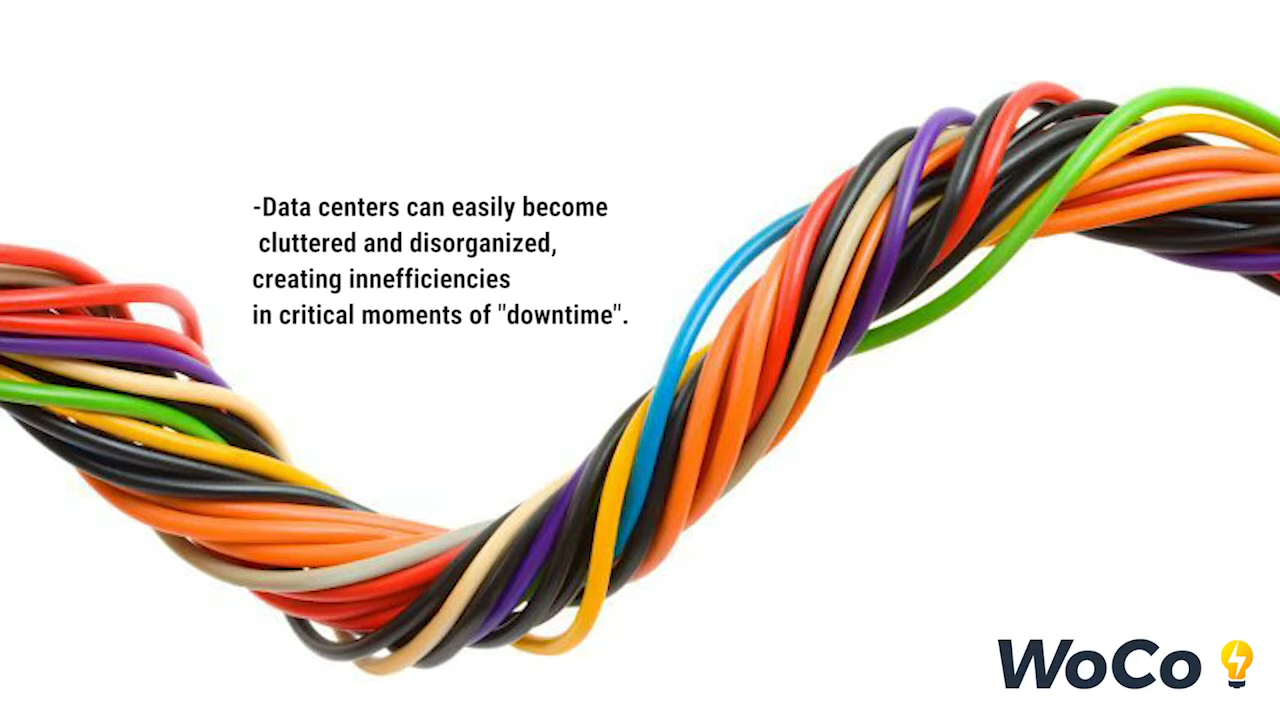 -Data centers can easily become
cluttered and disorganized,
creating innefficiencies
in critical moments of "downtime".
WoCo